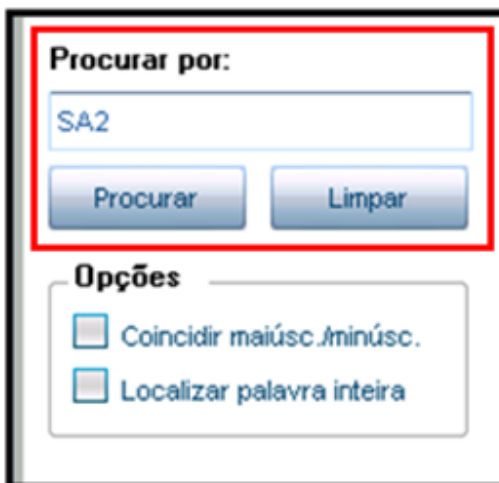 Procurar por:
SA2
Procurar Limpar
Opções
Coincidir maiúsc./minúsc.
Localizar palavra inteira